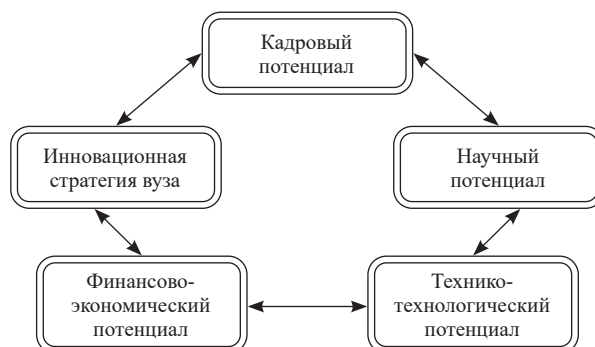 Кадровый
потенциал
Инновационная
стратегия вуза
Научный
потенциал
Финансово-
экономический
потенциал
Технико-
технологический
потенциал